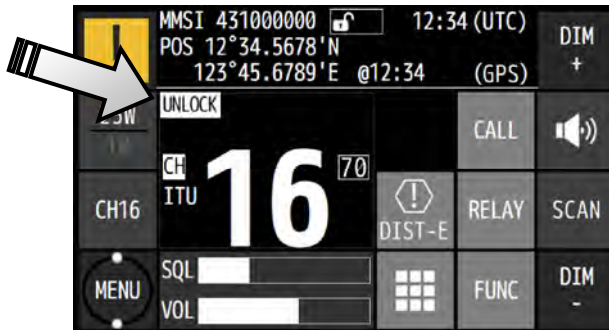 !
MMSI 431000000 12:34 (UTC)
POS 12°34.5678'N
123°45.6789'E @12:34 (GPS)
DIM
+
UNLOCK
25W
CALL
CH
ITU
16
70
CH16
!
DIST-E
RELAY
SCAN
MENU
SQL
VOL
FUNC
DIM
-